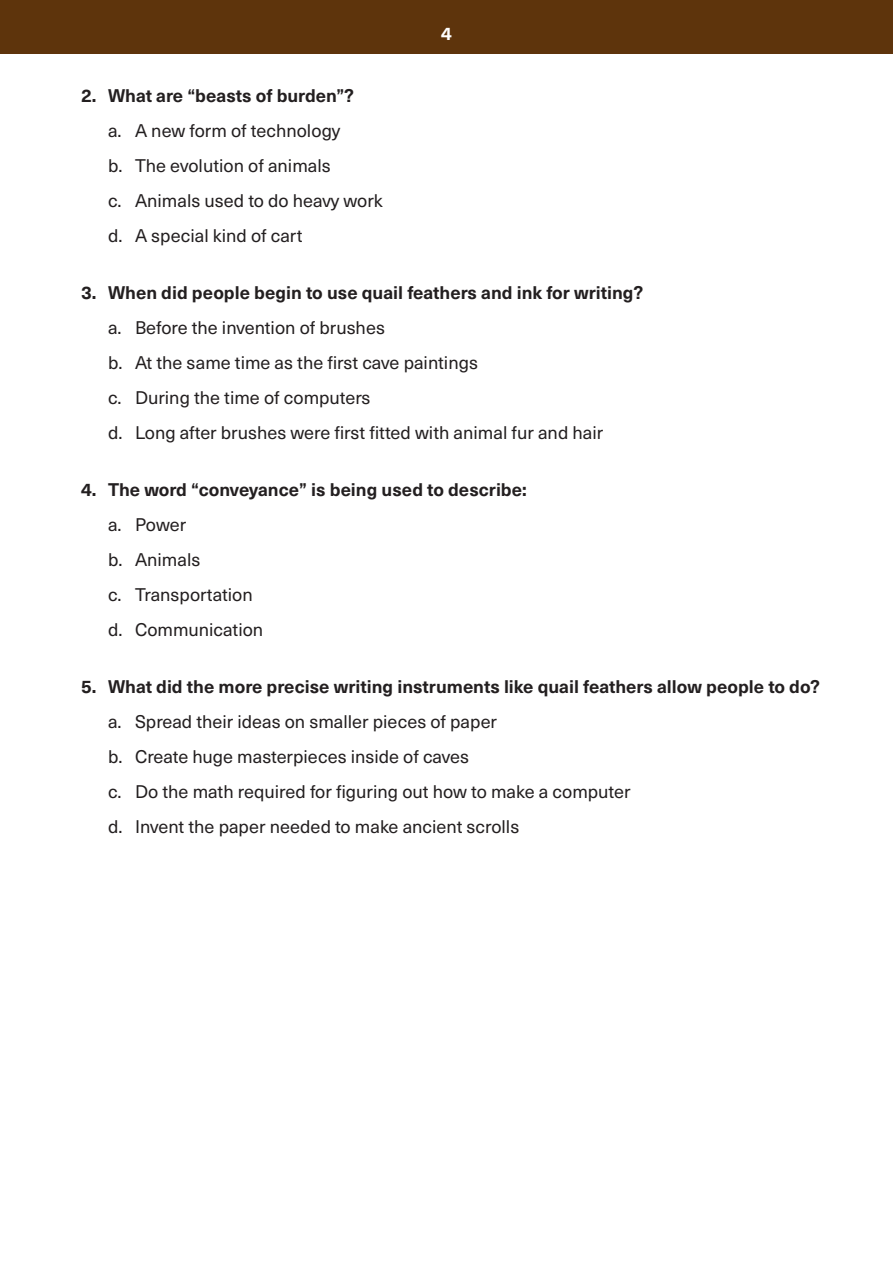 4
2. What are “beasts of burden”?
a. A new form of technology
b. The evolution of animals
c. Animals used to do heavy work
d. A special kind of cart
3. When did people begin to use quail feathers and ink for writing?
a. Before the invention of brushes
b. At the same time as the first cave paintings
c. During the time of computers
d. Long after brushes were first fitted with animal fur and hair
4. The word “conveyance” is being used to describe:
a. Power
b. Animals
c. Transportation
d. Communication
5. What did the more precise writing instruments like quail feathers allow people to do?
a. Spread their ideas on smaller pieces of paper
b. Create huge masterpieces inside of caves
c. Do the math required for figuring out how to make a computer
d. Invent the paper needed to make ancient scrolls